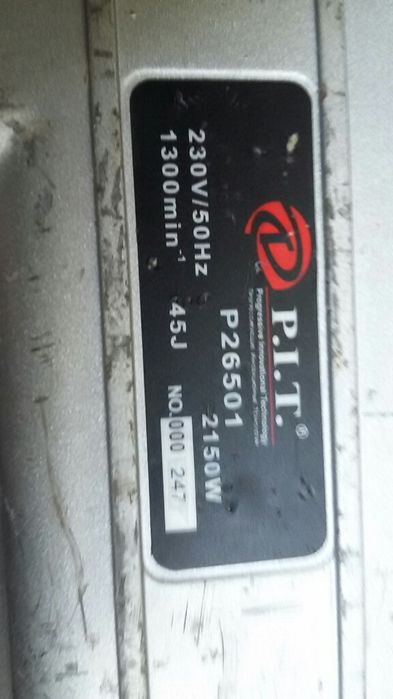 P.I.T.®
Progressive Innovational Technology
P26501
230V/50Hz 2150W
1300min⁻¹ 45J NO. 000 247